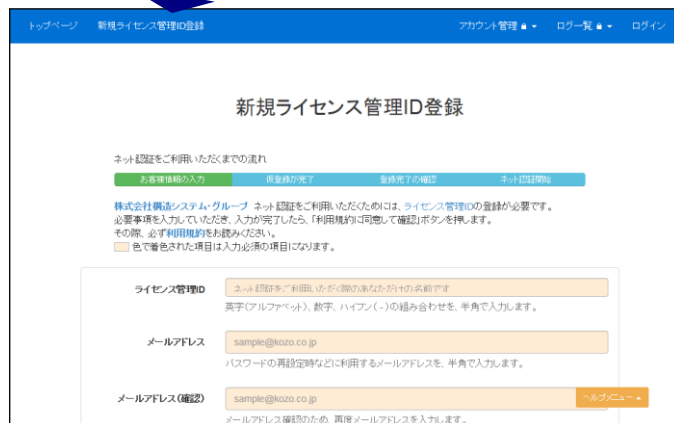 トップページ 新規ライセンス管理ID登録 アカウント管理 ログ一覧 ログイン
新規ライセンス管理ID登録
ネット認証をご利用いただくまでの流れ
お客様情報の入力 仮登録が完了 登録完了の確認 ネット認証開始
株式会社構造システム・グループ ネット認証をご利用いただくためには、ライセンス管理IDの登録が必要です。
必要事項を入力していただき、入力が完了したら、「利用規約に同意して確認」ボタンを押します。
その際、必ず利用規約をお読みください。
色で着色された項目は入力必須の項目になります。
ライセンス管理ID ネット認証をご利用いただく際のあなただけの名前です
英字(アルファベット)、数字、ハイフン(-)の組み合わせを、半角で入力します。
メールアドレス sample@kozo.co.jp
パスワードの再設定時などに利用するメールアドレスを、半角で入力します。
メールアドレス(確認) sample@kozo.co.jp
ヘルプメニュー
メールアドレス確認のため、再度メールアドレスを入力します。